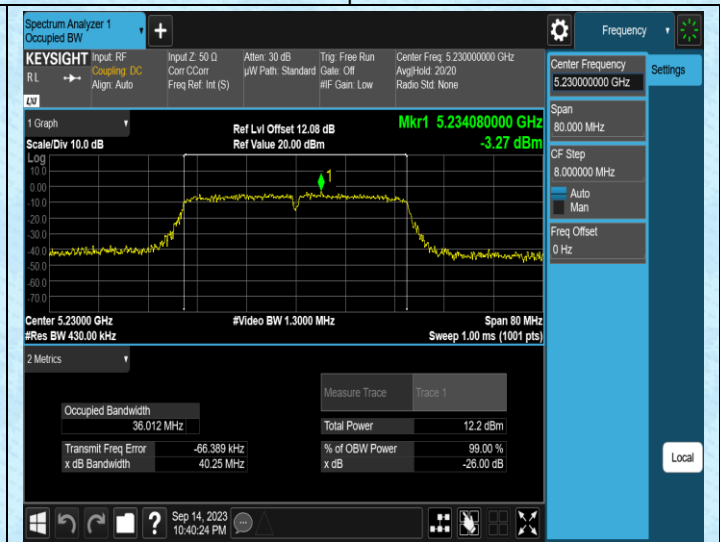 Spectrum Analyzer 1
Occupied BW
+
Frequency
KEYSIGHT
R L
LXI
Input: RF
Coupling: DC
Align: Auto
Input Z: 50 Ω
Corr CCorr
Freq Ref: Int (S)
Atten: 30 dB
µW Path: Standard
Trig: Free Run
Gate: Off
#IF Gain: Low
Center Freq: 5.230000000 GHz
Avg|Hold: 20/20
Radio Std: None
Center Frequency
5.230000000 GHz
Settings
Span
80.000 MHz
CF Step
8.000000 MHz
Auto
Man
Freq Offset
0 Hz
1 Graph
Scale/Div 10.0 dB
Ref Lvl Offset 12.08 dB
Ref Value 20.00 dBm
Mkr1 5.234080000 GHz
-3.27 dBm
Log
10.0
0.00
-10.0
-20.0
-30.0
-40.0
-50.0
-60.0
-70.0
1
Center 5.23000 GHz
#Res BW 430.00 kHz
#Video BW 1.3000 MHz
Span 80 MHz
Sweep 1.00 ms (1001 pts)
2 Metrics
Measure Trace
Trace 1
Occupied Bandwidth
36.012 MHz
Total Power
12.2 dBm
Transmit Freq Error
-66.389 kHz
% of OBW Power
99.00 %
x dB Bandwidth
40.25 MHz
x dB
-26.00 dB
Local
?
Sep 14, 2023
10:40:24 PM